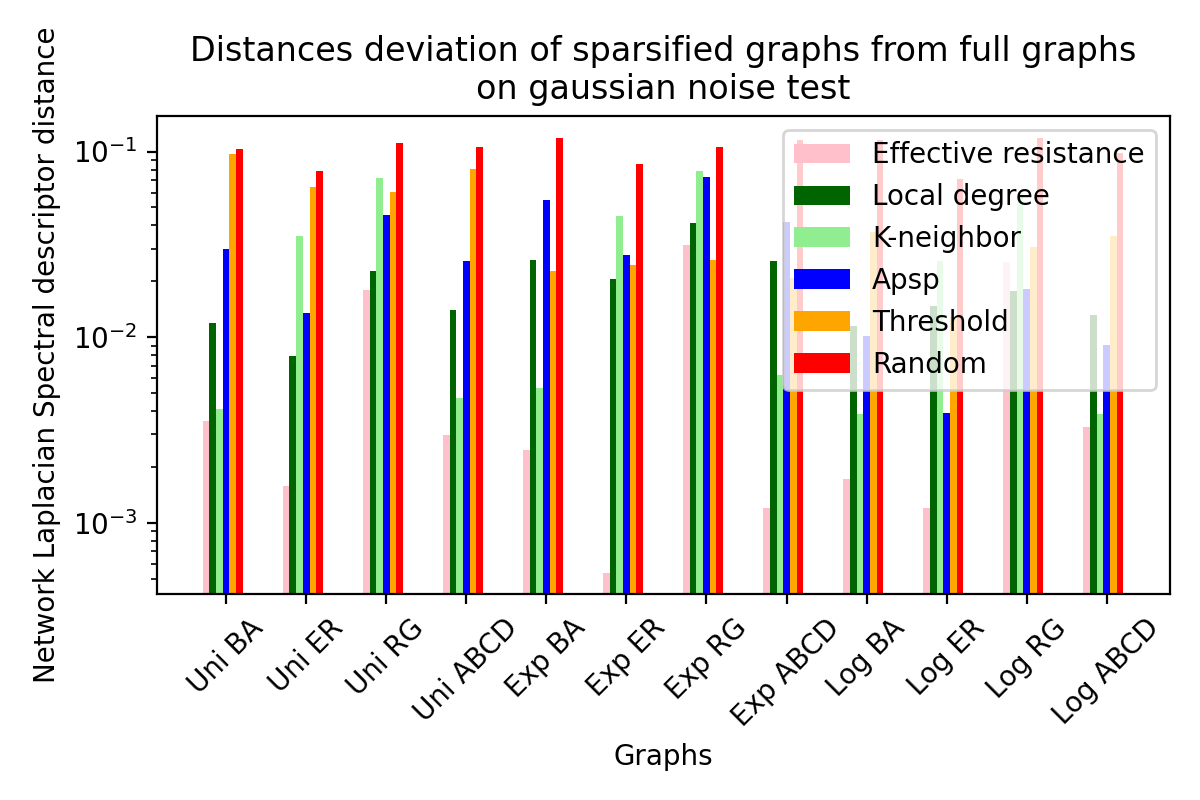 Distances deviation of sparsified graphs from full graphs
on gaussian noise test
Network Laplacian Spectral descriptor distance
10⁻¹
10⁻²
10⁻³
Effective resistance
Local degree
K-neighbor
Apsp
Threshold
Random
Uni BA
Uni ER
Uni RG
Uni ABCD
Exp BA
Exp ER
Exp RG
Exp ABCD
Log BA
Log ER
Log RG
Log ABCD
Graphs